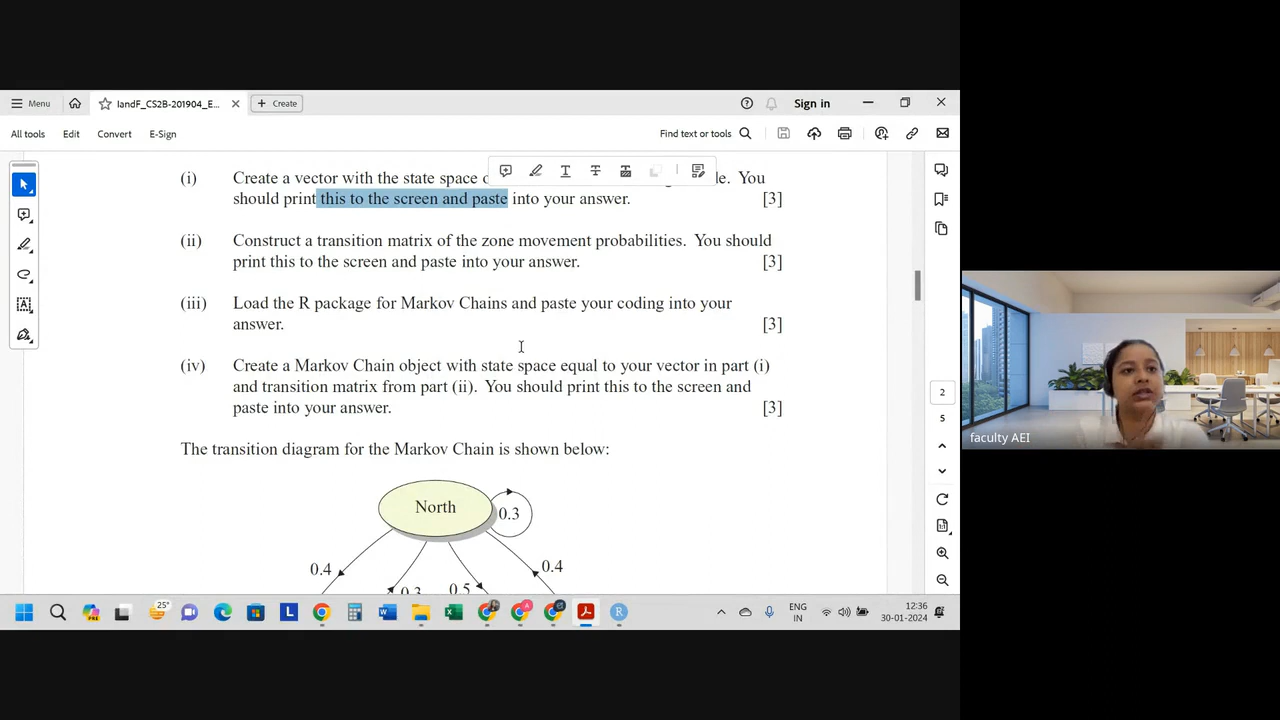 Menu
IandF_CS2B-201904_E...
Create
Sign in
All tools
Edit
Convert
E-Sign
Find text or tools
(i) Create a vector with the state space le. You
should print this to the screen and paste into your answer. [3]
(ii) Construct a transition matrix of the zone movement probabilities. You should
print this to the screen and paste into your answer. [3]
(iii) Load the R package for Markov Chains and paste your coding into your
answer. [3]
(iv) Create a Markov Chain object with state space equal to your vector in part (i)
and transition matrix from part (ii). You should print this to the screen and
paste into your answer. [3]
The transition diagram for the Markov Chain is shown below:
North
0.3
0.4
0.3
0.5
0.4
2
5
faculty AEI
25°
PRE
ENG
IN
12:36
30-01-2024